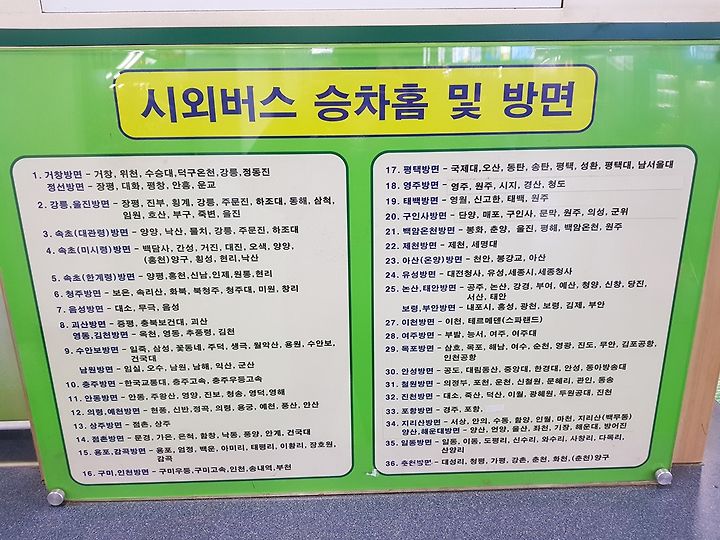 시외버스 승차홈 및 방면
1. 거창방면 - 거창, 위천, 수승대, 덕구온천, 강릉, 정동진
정선방면 - 장평, 대화, 평창, 안흥, 운교
2. 강릉,울진방면 - 장평, 진부, 횡계, 강릉, 주문진, 하조대, 동해, 삼척,
임원, 호산, 부구, 죽변, 울진
3. 속초(대관령)방면 - 양양, 낙산, 물치, 강릉, 주문진, 하조대
4. 속초(미시령)방면 - 백담사, 간성, 거진, 대진, 오색, 양양,
(홍천)양구, 횡성, 현리, 낙산
5. 속초(한계령)방면 - 양평, 홍천, 신남, 인제, 원통, 현리
6. 청주방면 - 보은, 속리산, 화북, 북청주, 청주대, 미원, 창리
7. 음성방면 - 대소, 무극, 음성
8. 괴산방면 - 증평, 충북보건대, 괴산
영동,김천방면 - 옥천, 영동, 추풍령, 김천
9. 수안보방면 - 일죽, 삼성, 꽃동네, 주덕, 생극, 월악산, 용원, 수안보,
건국대
남원방면 - 임실, 오수, 남원, 남해, 익산, 군산
10. 충주방면 - 한국교통대, 충주고속, 충주우등고속
11. 안동방면 - 안동, 주왕산, 영양, 진보, 청송, 영덕, 영해
12. 의령,예천방면 - 현풍, 신반, 정곡, 의령, 용궁, 예천, 풍산, 안산
13. 상주방면 - 점촌, 상주
14. 점촌방면 - 문경, 가은, 은척, 함창, 낙동, 풍양, 안계, 건국대
15. 용포,감곡방면 - 용포, 엄정, 백운, 아미리, 태평리, 이황리, 장호원,
감곡
16. 구미,인천방면 - 구미우등, 구미고속, 인천, 송내역, 부천
17. 평택방면 - 국제대, 오산, 동탄, 송탄, 평택, 성환, 평택대, 남서울대
18. 영주방면 - 영주, 원주, 시지, 경산, 청도
19. 태백방면 - 영월, 신고한, 태백, 원주
20. 구인사방면 - 단양, 매포, 구인사, 문막, 원주, 의성, 군위
21. 백암온천방면 - 봉화, 춘양, 울진, 평해, 백암온천, 원주
22. 제천방면 - 제천, 세명대
23. 아산(온양)방면 - 천안, 봉강교, 아산
24. 유성방면 - 대전청사, 유성, 세종시, 세종청사
25. 논산,태안방면 - 공주, 논산, 강경, 부여, 예산, 청양, 신창, 당진,
서산, 태안
보령,부안방면 - 내포시, 홍성, 광천, 보령, 김제, 부안
27. 이천방면 - 이천, 테르메덴(스파랜드)
28. 여주방면 - 부발, 능서, 여주, 여주대
29. 목포방면 - 삼호, 목포, 해남, 여수, 순천, 영광, 진도, 무안, 김포공항,
인천공항
30. 안성방면 - 공도, 대림동산, 중앙대, 한경대, 안성, 동아방송대
31. 철원방면 - 의정부, 포천, 운천, 신철원, 문혜리, 관인, 동송
32. 진천방면 - 대소, 죽산, 덕산, 이월, 광혜원, 두원공대, 진천
33. 포항방면 - 경주, 포항,
34. 지리산방면 - 서상, 안의, 수동, 함양, 인월, 마천, 지리산(백무동)
양산,해운대방면 - 양산, 언양, 울산, 좌천, 기장, 해운대, 방어진
35. 일동방면 - 일동, 이동, 도평리, 신수리, 와수리, 사창리, 다목리,
산양리
36. 춘천방면 - 대성리, 청평, 가평, 강촌, 춘천, 화천, (춘천)양구